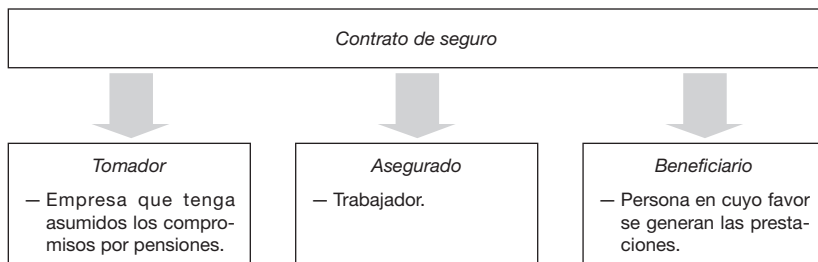 Contrato de seguro
Tomador
— Empresa que tenga
asumidos los compro-
misos por pensiones.
Asegurado
— Trabajador.
Beneficiario
— Persona en cuyo favor
se generan las presta-
ciones.